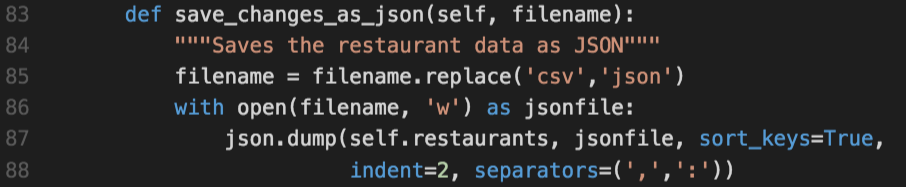 83 def save_changes_as_json(self, filename):
84 """Saves the restaurant data as JSON"""
85 filename = filename.replace('csv','json')
86 with open(filename, 'w') as jsonfile:
87 json.dump(self.restaurants, jsonfile, sort_keys=True,
88 indent=2, separators=(',',':'))